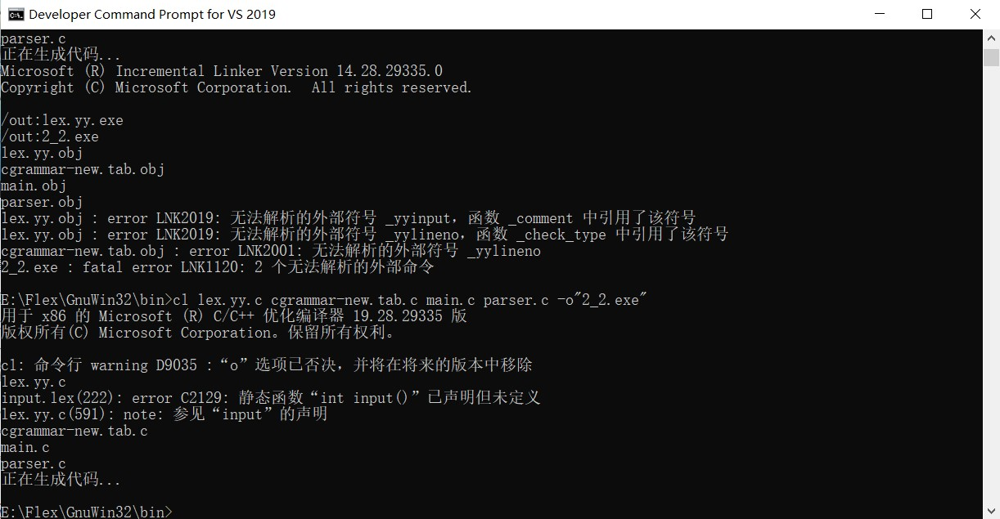 Developer Command Prompt for VS 2019
parser.c
正在生成代码...
Microsoft (R) Incremental Linker Version 14.28.29335.0
Copyright (C) Microsoft Corporation.  All rights reserved.
/out:lex.yy.exe
/out:2_2.exe
lex.yy.obj
cgrammar-new.tab.obj
main.obj
parser.obj
lex.yy.obj : error LNK2019: 无法解析的外部符号 _yyinput，函数 _comment 中引用了该符号
lex.yy.obj : error LNK2019: 无法解析的外部符号 _yylineno，函数 _check_type 中引用了该符号
cgrammar-new.tab.obj : error LNK2001: 无法解析的外部符号 _yylineno
2_2.exe : fatal error LNK1120: 2 个无法解析的外部命令
E:\Flex\GnuWin32\bin>cl lex.yy.c cgrammar-new.tab.c main.c parser.c -o"2_2.exe"
用于 x86 的 Microsoft (R) C/C++ 优化编译器 19.28.29335 版
版权所有(C) Microsoft Corporation。保留所有权利。
cl: 命令行 warning D9035 :“o”选项已否决，并将在将来的版本中移除
lex.yy.c
input.lex(222): error C2129: 静态函数“int input()”已声明但未定义
lex.yy.c(591): note: 参见“input”的声明
cgrammar-new.tab.c
main.c
parser.c
正在生成代码...
E:\Flex\GnuWin32\bin>